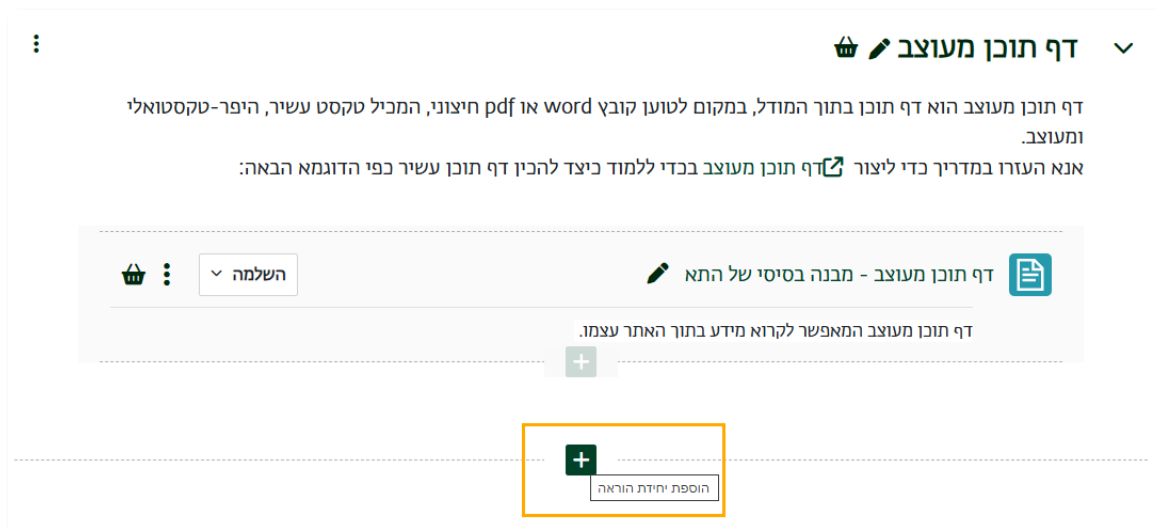 דף תוכן מעוצב
דף תוכן מעוצב הוא דף תוכן בתוך המודל, במקום לטוען קובץ word או pdf חיצוני, המכיל טקסט עשיר, היפר-טקסטואלי
ומעוצב.
אנא העזרו במדריך כדי ליצור דף תוכן מעוצב בכדי ללמוד כיצד להכין דף תוכן עשיר כפי הדוגמא הבאה:
דף תוכן מעוצב - מבנה בסיסי של התא
השלמה
דף תוכן מעוצב המאפשר לקרוא מידע בתוך האתר עצמו.
הוספת יחידת הוראה